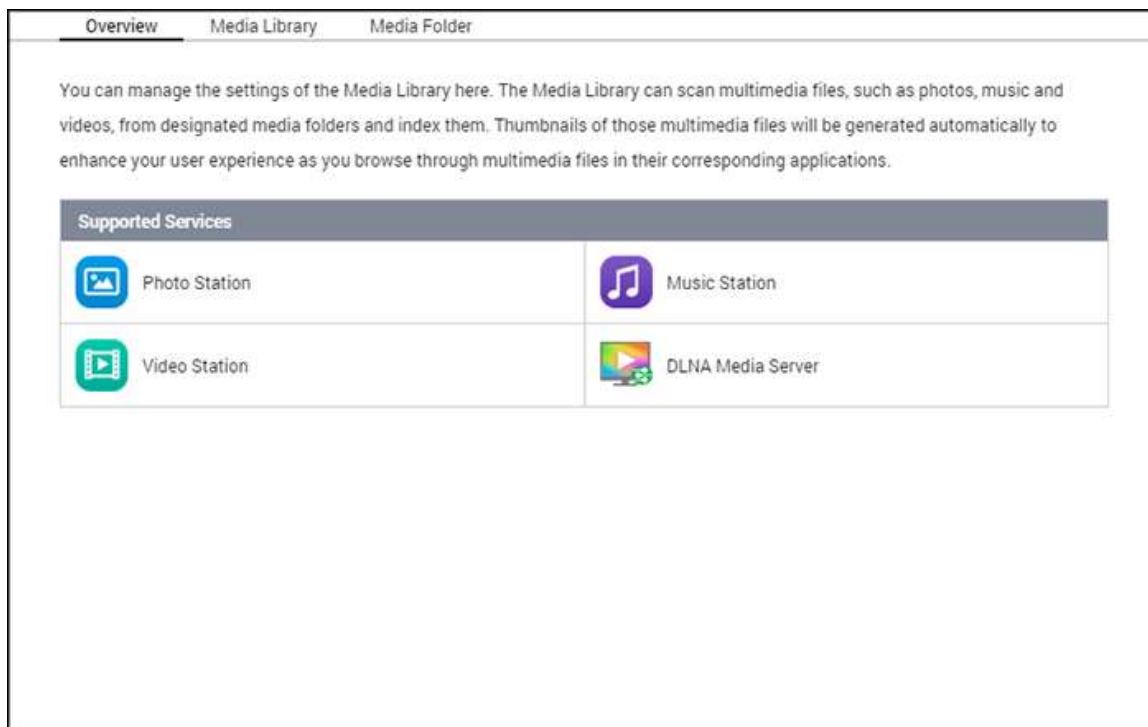 Overview Media Library Media Folder
You can manage the settings of the Media Library here. The Media Library can scan multimedia files, such as photos, music and
videos, from designated media folders and index them. Thumbnails of those multimedia files will be generated automatically to
enhance your user experience as you browse through multimedia files in their corresponding applications.
Supported Services
Photo Station Music Station
Video Station DLNA Media Server